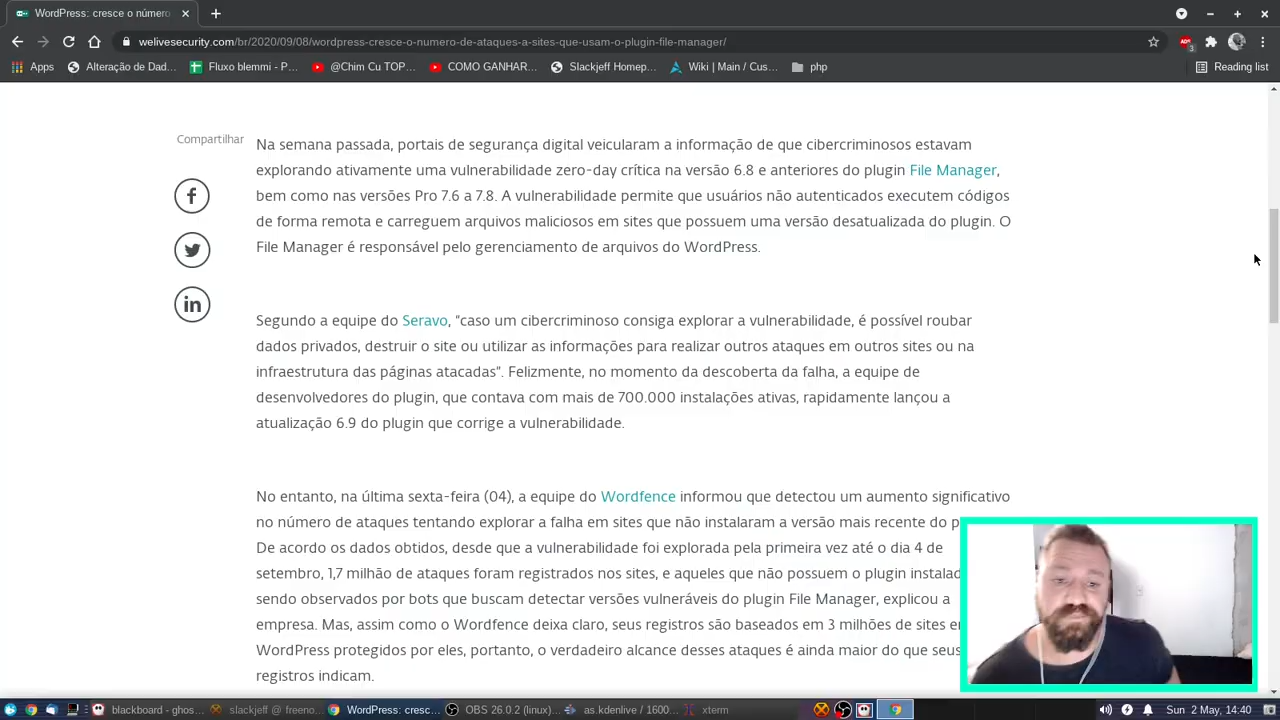 WordPress: cresce o número
welivesecurity.com/br/2020/09/08/wordpress-cresce-o-numero-de-ataques-a-sites-que-usam-o-plugin-file-manager/
Apps Alteração de Dad... Fluxo blemmi - P... @Chim Cu TOP... COMO GANHAR... Slackjeff Homep... Wiki | Main / Cus... php Reading list
Compartilhar
Na semana passada, portais de segurança digital veicularam a informação de que cibercriminosos estavam
explorando ativamente uma vulnerabilidade zero-day crítica na versão 6.8 e anteriores do plugin File Manager,
bem como nas versões Pro 7.6 a 7.8. A vulnerabilidade permite que usuários não autenticados executem códigos
de forma remota e carreguem arquivos maliciosos em sites que possuem uma versão desatualizada do plugin. O
File Manager é responsável pelo gerenciamento de arquivos do WordPress.
Segundo a equipe do Seravo, “caso um cibercriminoso consiga explorar a vulnerabilidade, é possível roubar
dados privados, destruir o site ou utilizar as informações para realizar outros ataques em outros sites ou na
infraestrutura das páginas atacadas”. Felizmente, no momento da descoberta da falha, a equipe de
desenvolvedores do plugin, que contava com mais de 700.000 instalações ativas, rapidamente lançou a
atualização 6.9 do plugin que corrige a vulnerabilidade.
No entanto, na última sexta-feira (04), a equipe do Wordfence informou que detectou um aumento significativo
no número de ataques tentando explorar a falha em sites que não instalaram a versão mais recente do p
De acordo os dados obtidos, desde que a vulnerabilidade foi explorada pela primeira vez até o dia 4 de
setembro, 1,7 milhão de ataques foram registrados nos sites, e aqueles que não possuem o plugin instalad
sendo observados por bots que buscam detectar versões vulneráveis do plugin File Manager, explicou a
empresa. Mas, assim como o Wordfence deixa claro, seus registros são baseados em 3 milhões de sites e
WordPress protegidos por eles, portanto, o verdadeiro alcance desses ataques é ainda maior do que seus
registros indicam.
blackboard - ghos... slackjeff @ freeno... WordPress: cresc... OBS 26.0.2 (linux)... as.kdenlive / 1600... xterm Sun 2 May, 14:40